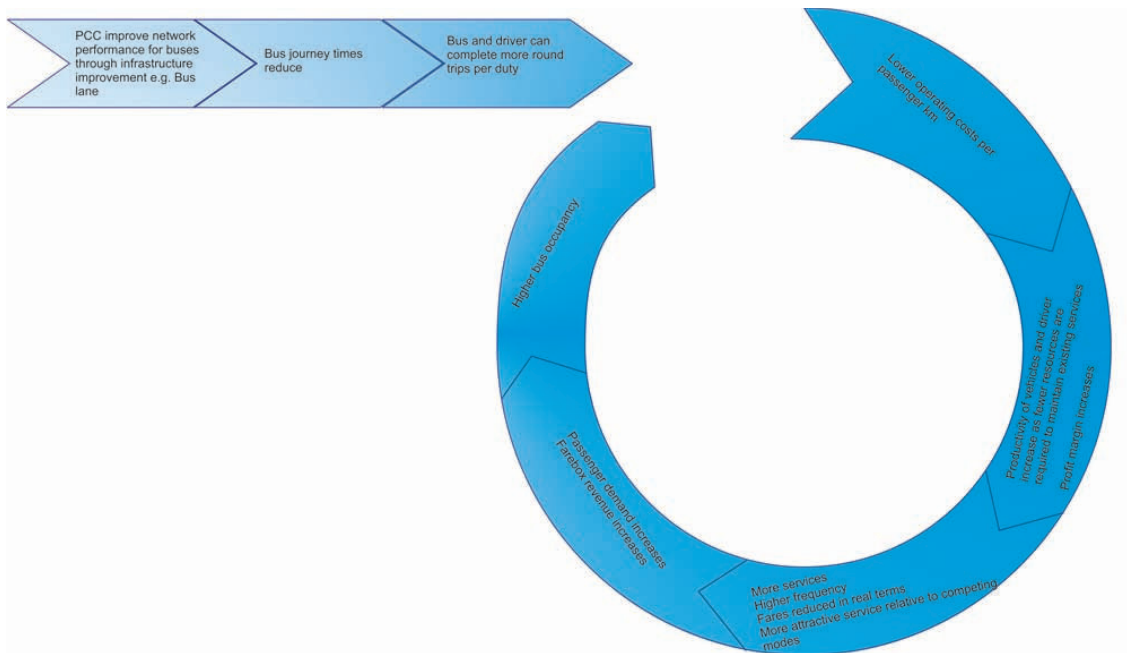 PCC improve network
performance for buses
through infrastructure
improvement e.g. Bus
lane
Bus journey times
reduce
Bus and driver can
complete more round
trips per duty
Lower operating costs per
passenger km
Productivity of vehicles and driver
increase as fewer resources are
required to maintain existing services
Profit margin increases
More services
Higher frequency
Fares reduced in real terms
More attractive service relative to competing
modes
Passenger demand increases
Farebox revenue increases
Higher bus occupancy